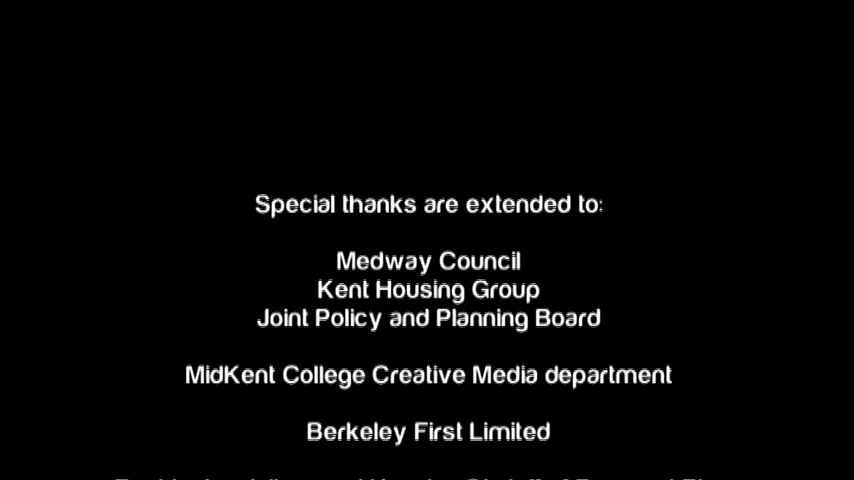 Special thanks are extended to:
Medway Council
Kent Housing Group
Joint Policy and Planning Board
MidKent College Creative Media department
Berkeley First Limited